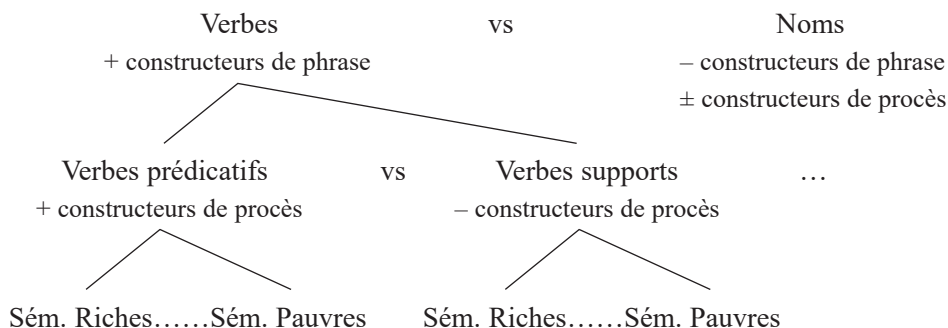 Verbes vs Noms
+ constructeurs de phrase – constructeurs de phrase
± constructeurs de procès
Verbes prédicatifs vs Verbes supports …
+ constructeurs de procès – constructeurs de procès
Sém. Riches……Sém. Pauvres Sém. Riches……Sém. Pauvres